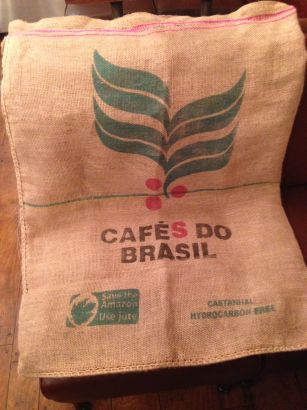 CAFÉS DO
BRASIL
Save the
Amazon
Use jute
CASTANHAL
HYDROCARBON FREE